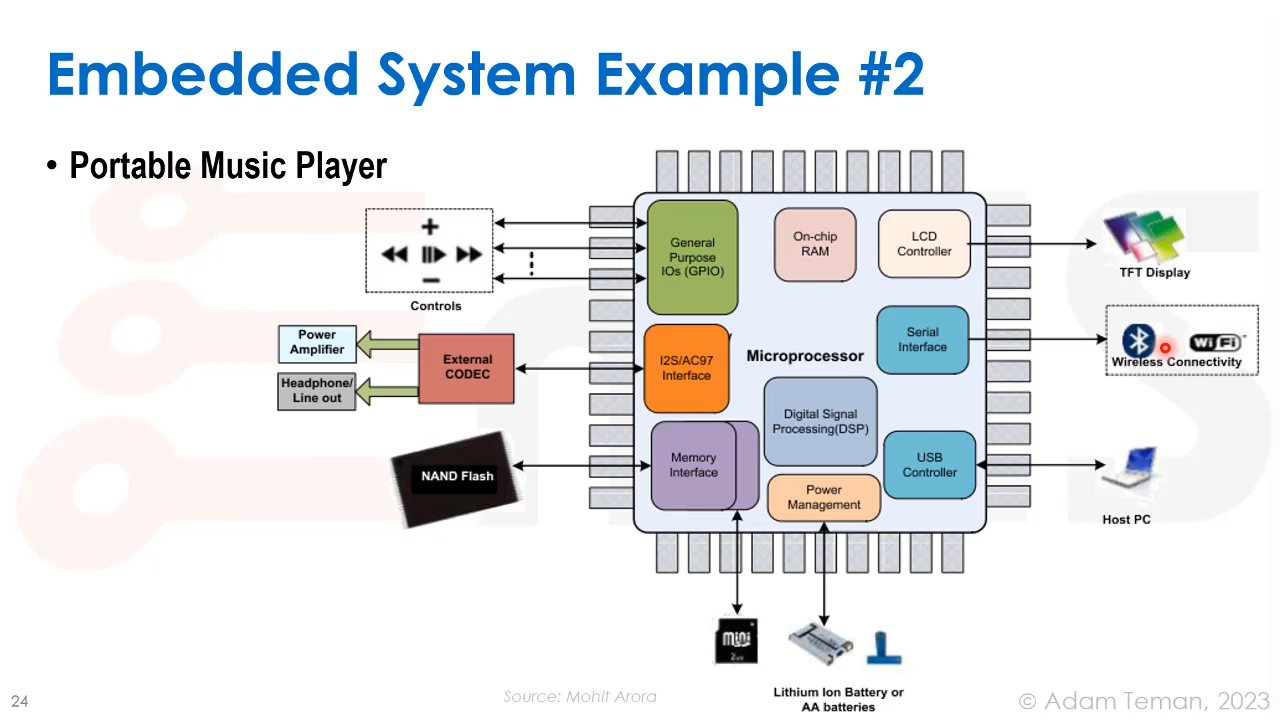 Embedded System Example #2
• Portable Music Player
Controls
Power
Amplifier
Headphone/
Line out
External
CODEC
NAND Flash
General
Purpose
IOs (GPIO)
On-chip
RAM
LCD
Controller
I2S/AC97
Interface
Microprocessor
Serial
Interface
Digital Signal
Processing(DSP)
Memory
Interface
Power
Management
USB
Controller
TFT Display
WiFi
Wireless Connectivity
Host PC
mini
Lithium Ion Battery or
AA batteries
24
Source: Mohit Arora
© Adam Teman, 2023